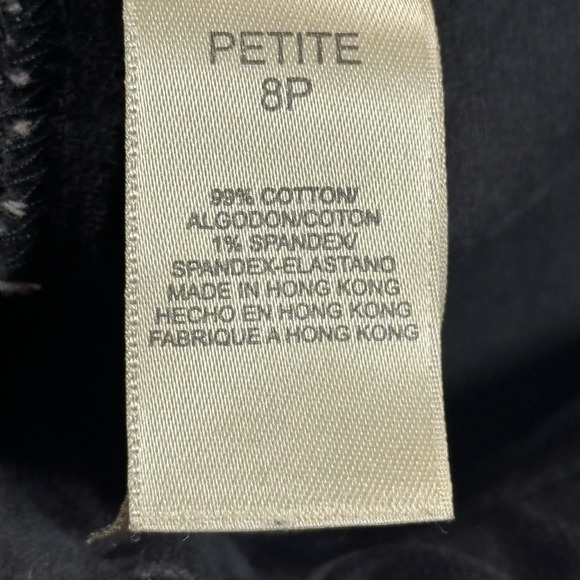 PETITE
8P
99% COTTON/
ALGODON/COTON
1% SPANDEX/
SPANDEX-ELASTANO
MADE IN HONG KONG
HECHO EN HONG KONG
FABRIQUE A HONG KONG